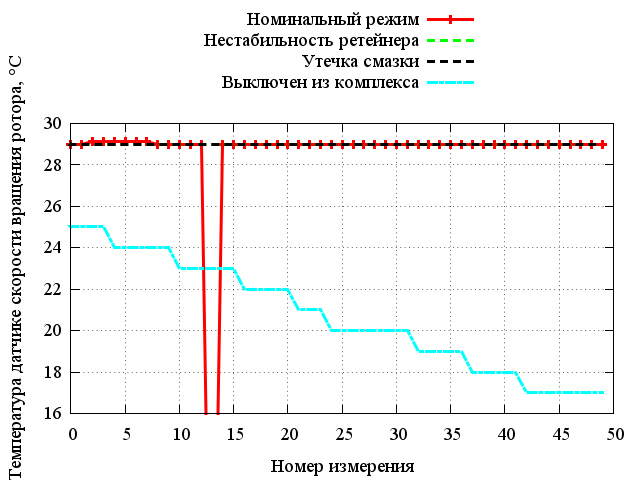 Номинальный режим
Нестабильность ретейнера
Утечка смазки
Выключен из комплекса
Температура датчике скорости вращения ротора, °C
30
28
26
24
22
20
18
16
0 5 10 15 20 25 30 35 40 45 50
Номер измерения